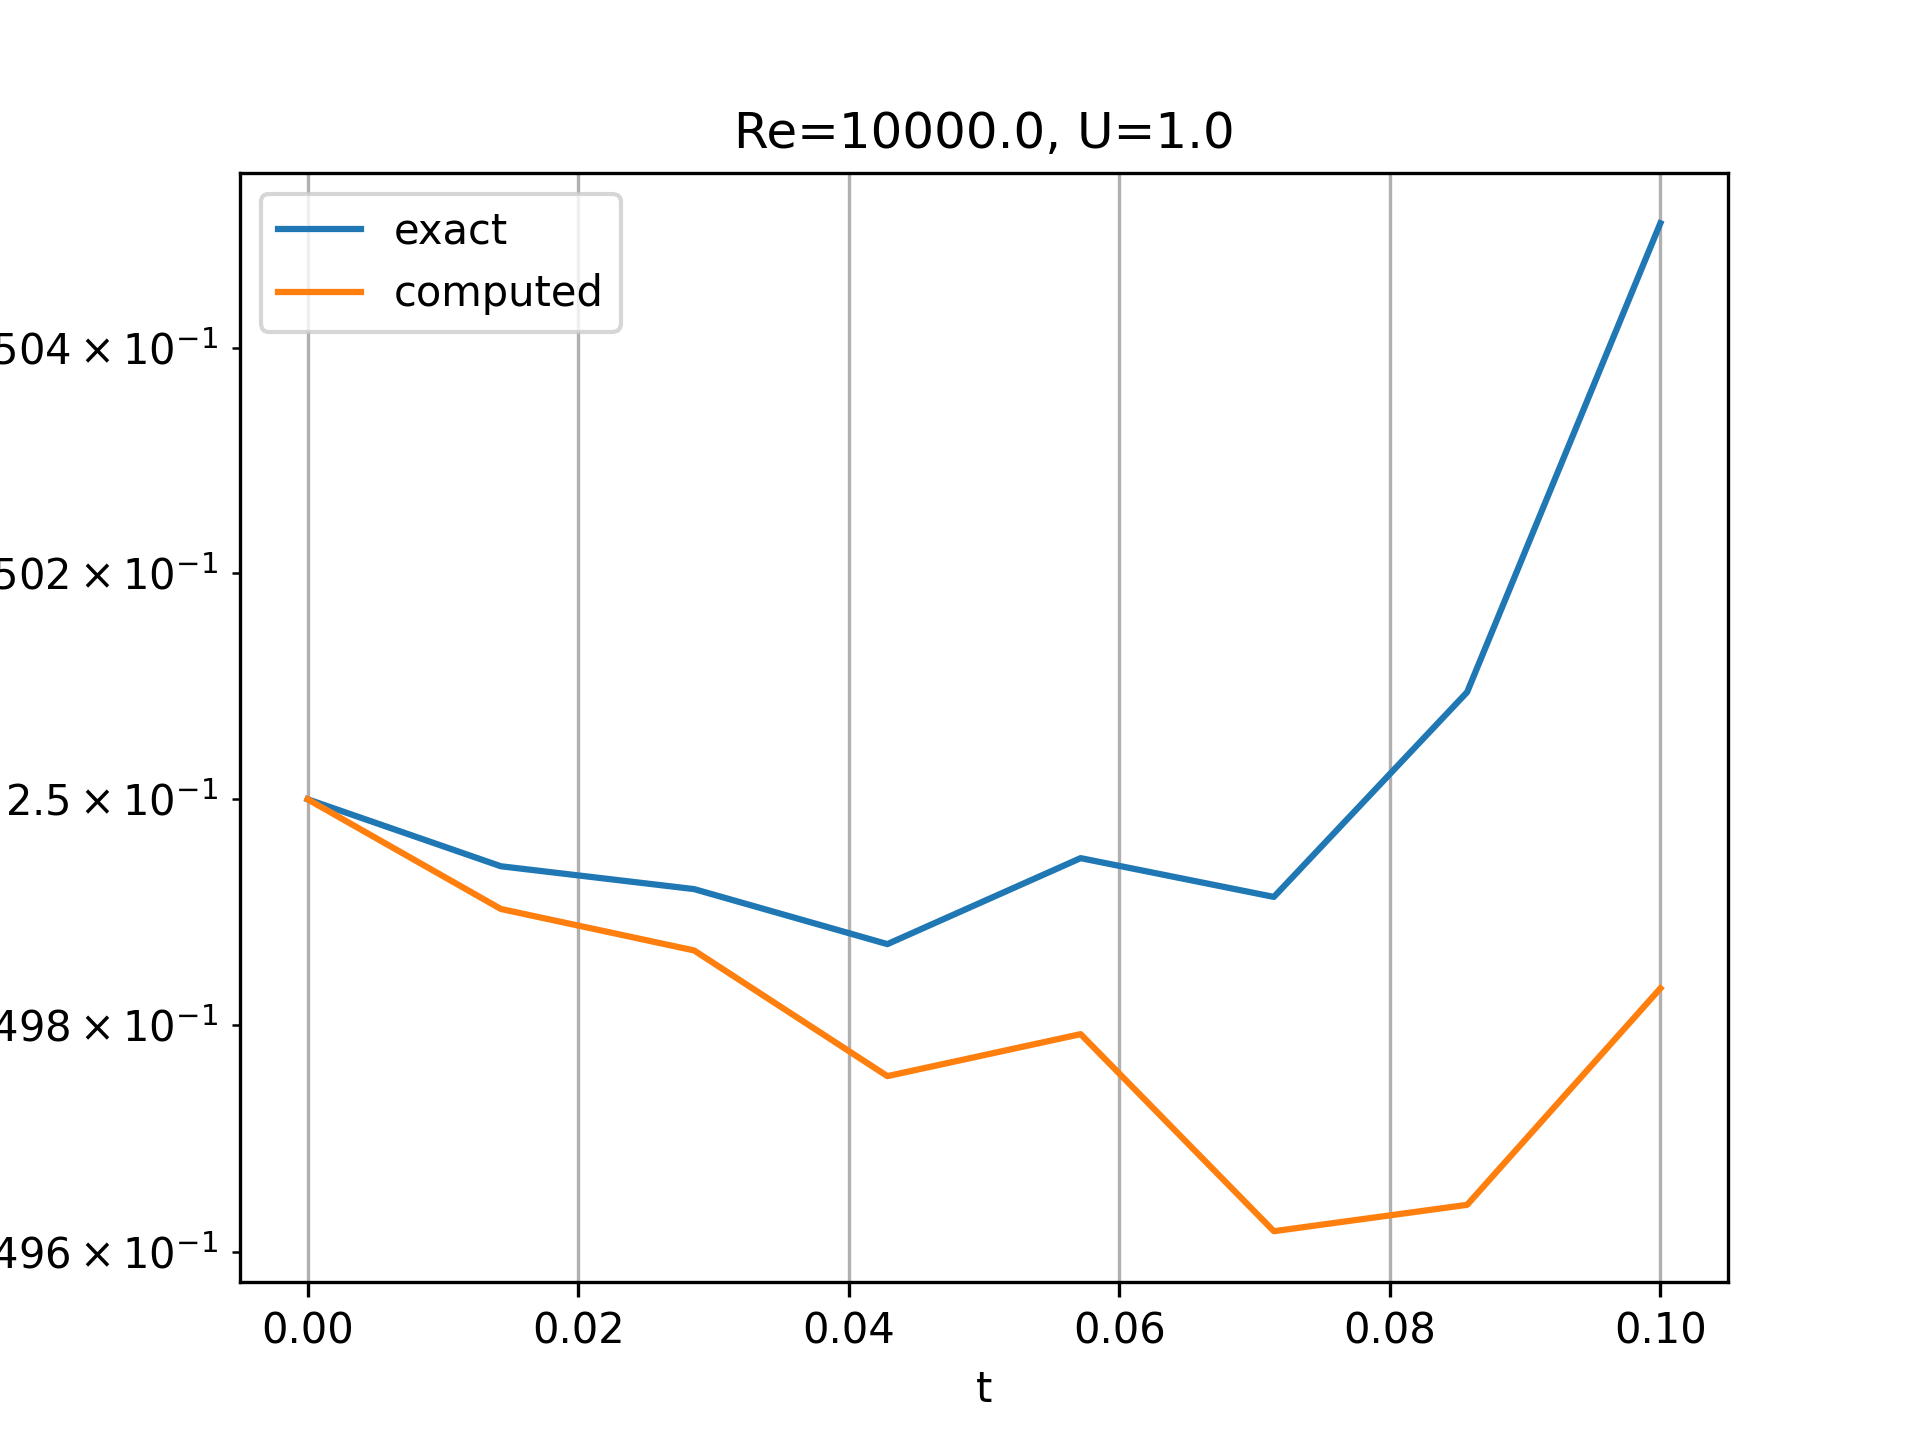 Re=10000.0, U=1.0
exact
computed
504 × 10⁻¹
502 × 10⁻¹
2.5 × 10⁻¹
498 × 10⁻¹
496 × 10⁻¹
0.00 0.02 0.04 0.06 0.08 0.10
t